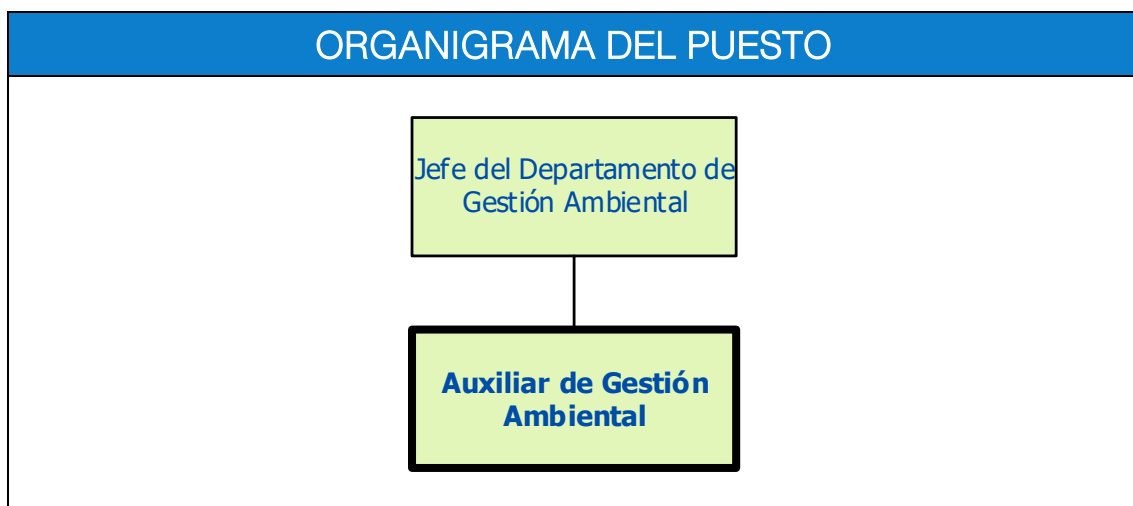 ORGANIGRAMA DEL PUESTO
Jefe del Departamento de
Gestión Ambiental
Auxiliar de Gestión
Ambiental